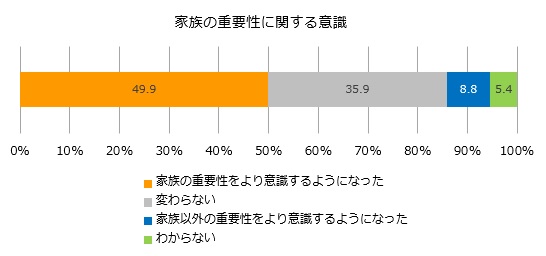 家族の重要性に関する意識
49.9 35.9 8.8 5.4
0% 10% 20% 30% 40% 50% 60% 70% 80% 90% 100%
家族の重要性をより意識するようになった
変わらない
家族以外の重要性をより意識するようになった
わからない